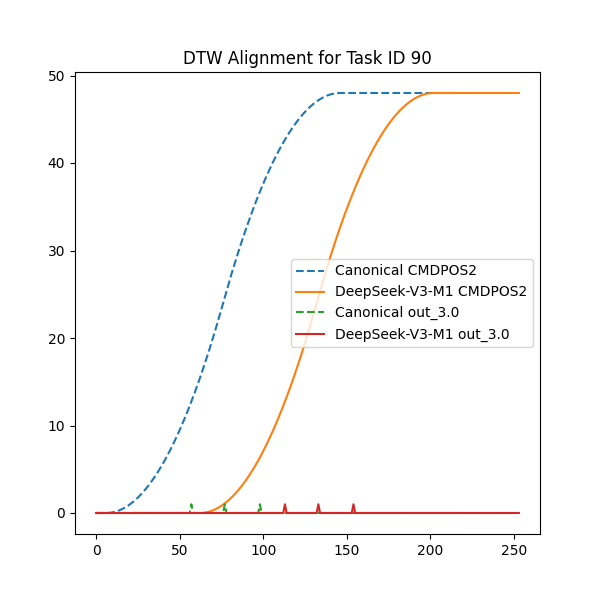 DTW Alignment for Task ID 90
50
40
30
20
10
0
Canonical CMDPOS2
DeepSeek-V3-M1 CMDPOS2
Canonical out_3.0
DeepSeek-V3-M1 out_3.0
0 50 100 150 200 250